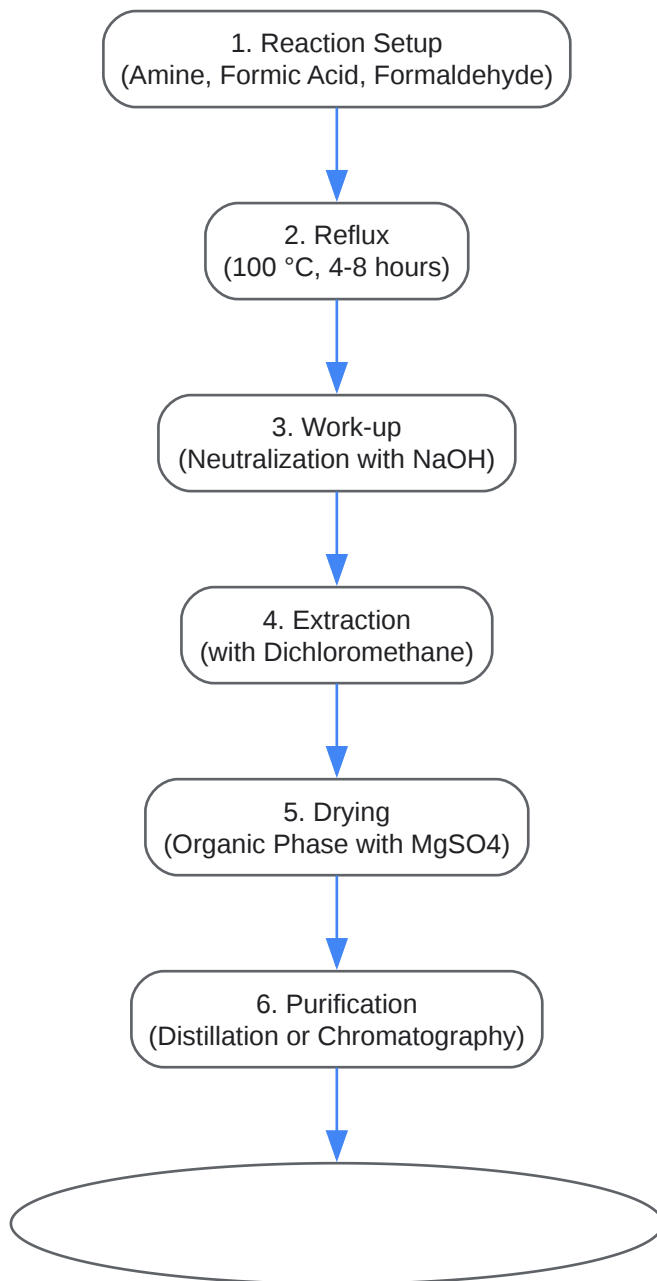 1. Reaction Setup
(Amine, Formic Acid, Formaldehyde)
2. Reflux
(100 °C, 4-8 hours)
3. Work-up
(Neutralization with NaOH)
4. Extraction
(with Dichloromethane)
5. Drying
(Organic Phase with MgSO4)
6. Purification
(Distillation or Chromatography)